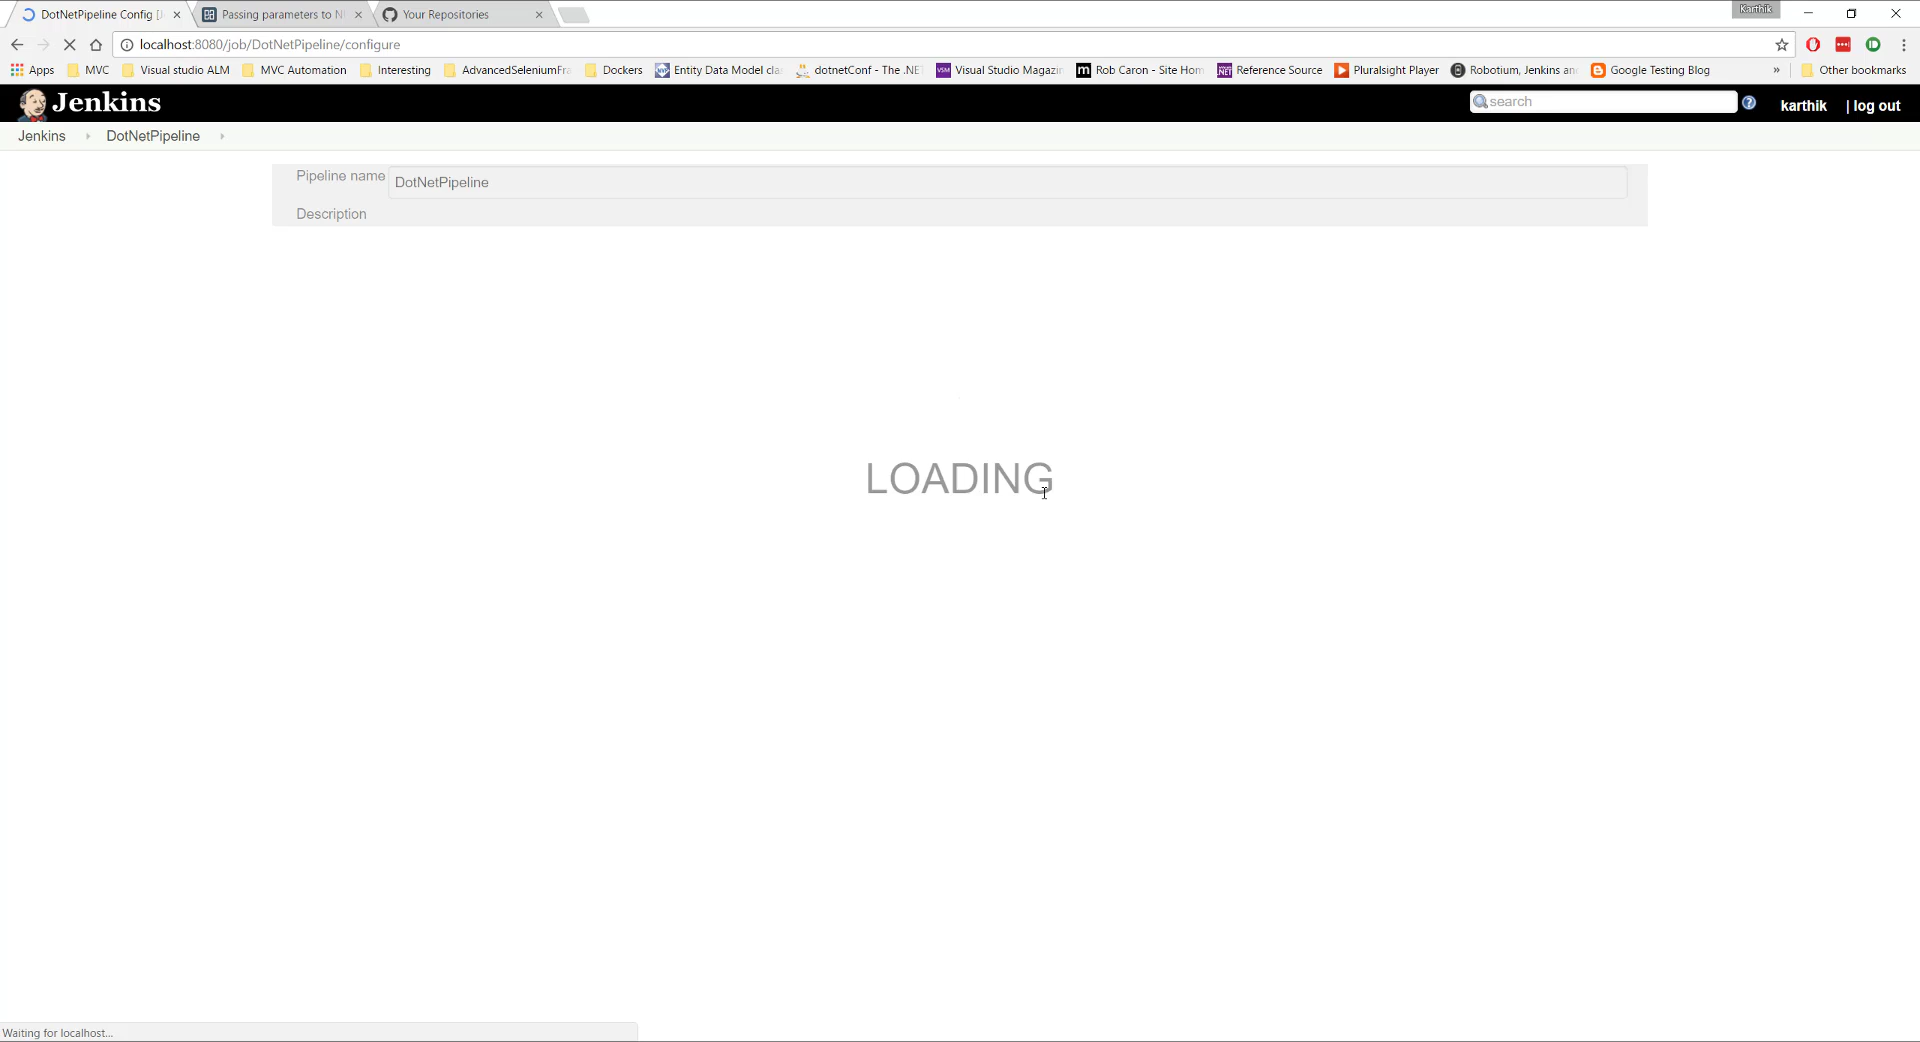 DotNetPipeline Config [J
Passing parameters to N
Your Repositories
Karthik
localhost:8080/job/DotNetPipeline/configure
Apps MVC Visual studio ALM MVC Automation Interesting AdvancedSeleniumFra Dockers Entity Data Model cla dotnetConf - The .NE Visual Studio Magazin Rob Caron - Site Hom Reference Source Pluralsight Player Robotium, Jenkins an Google Testing Blog » Other bookmarks
Jenkins
search
karthik | log out
Jenkins DotNetPipeline
Pipeline name DotNetPipeline
Description
LOADING
Waiting for localhost...